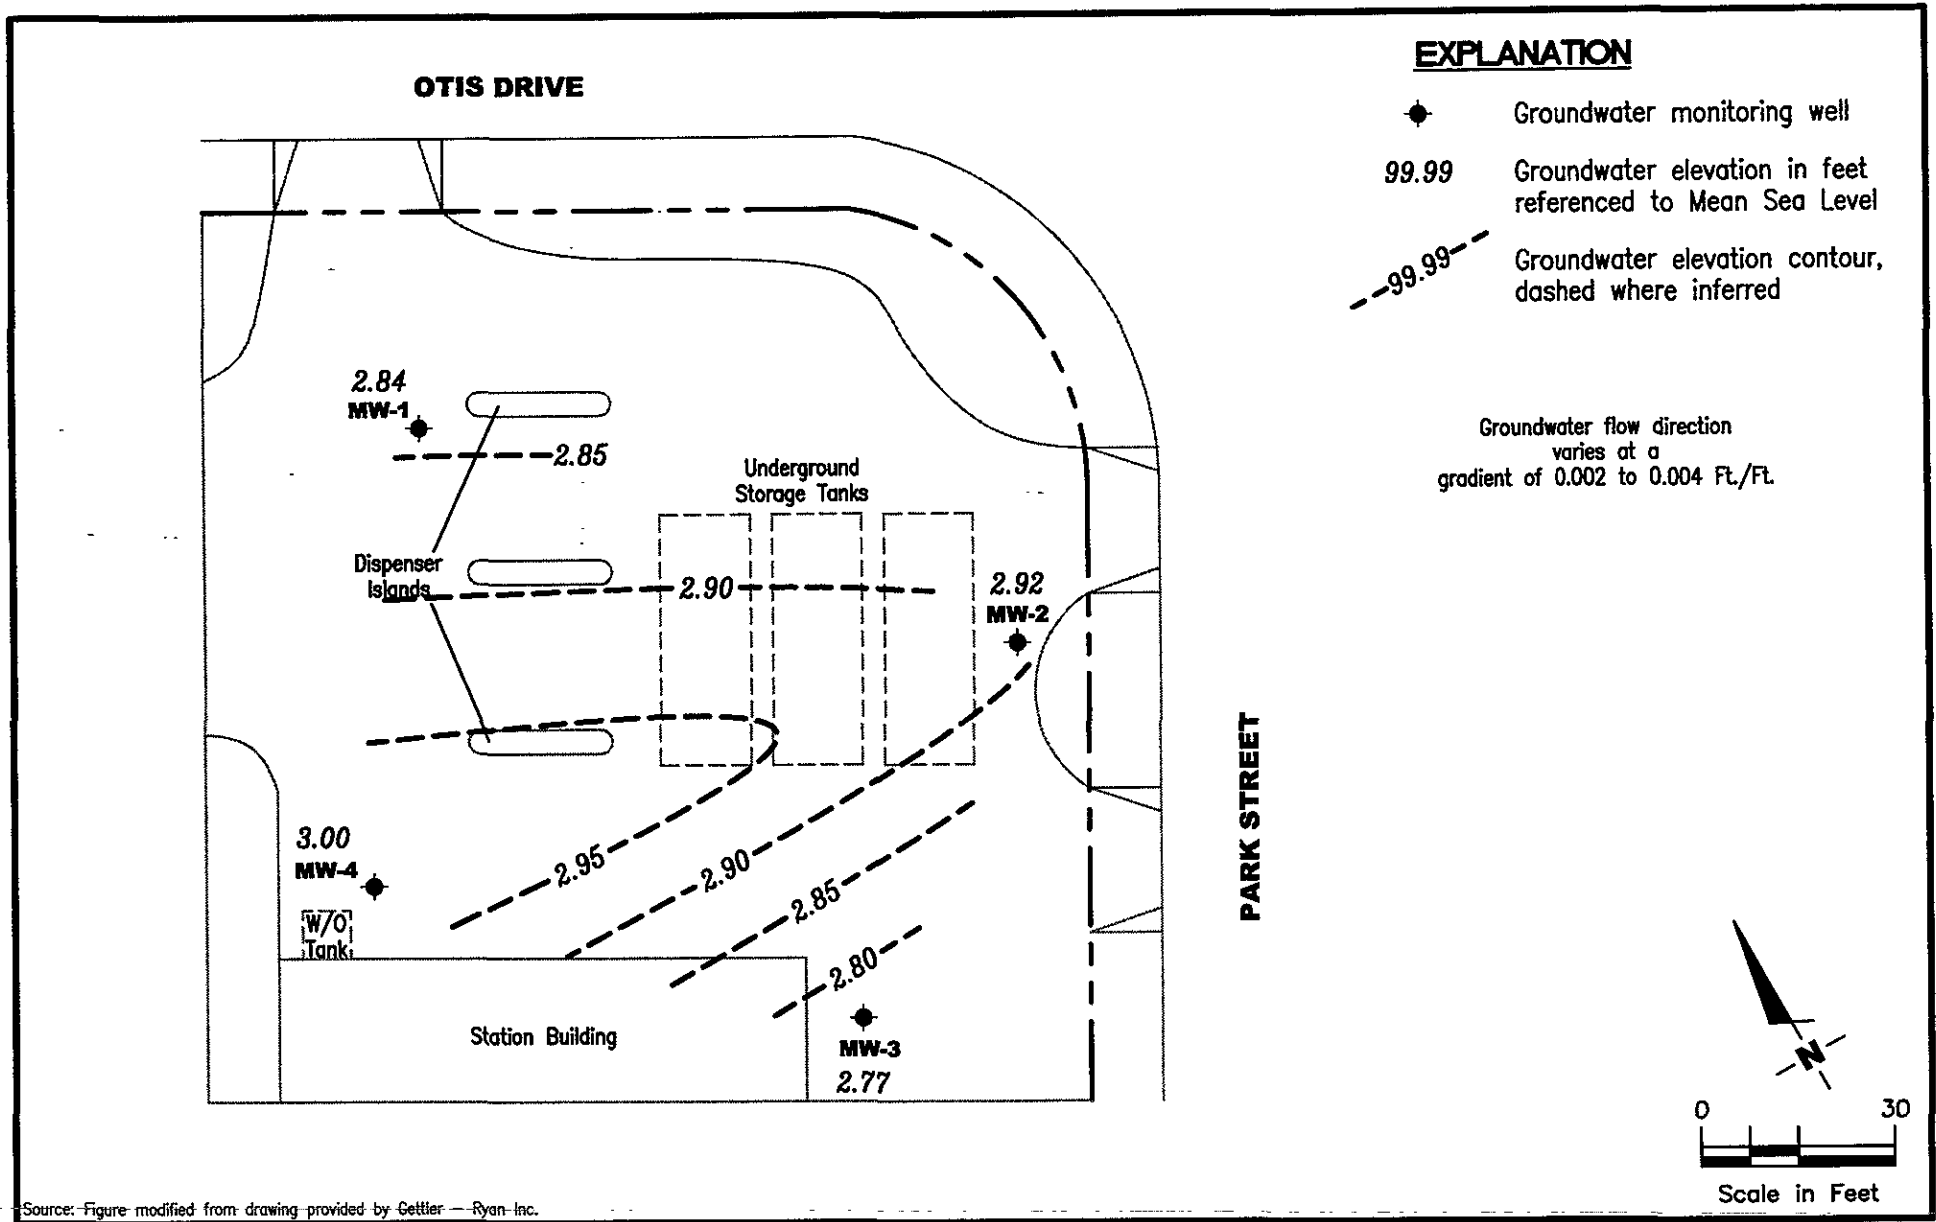 EXPLANATION
OTIS DRIVE
Groundwater monitoring well
99.99
Groundwater elevation in feet
referenced to Mean Sea Level
99.99
Groundwater elevation contour,
dashed where inferred
Groundwater flow direction
varies at a
gradient of 0.002 to 0.004 Ft./Ft.
2.84
MW-1
2.85
Underground
Storage Tanks
Dispenser
Islands
2.90
2.92
MW-2
PARK STREET
3.00
MW-4
2.95
2.90
2.85
2.80
W/O
Tank
Station Building
MW-3
2.77
N
0 30
Scale in Feet
Source: Figure modified from drawing provided by Gettler – Ryan Inc.